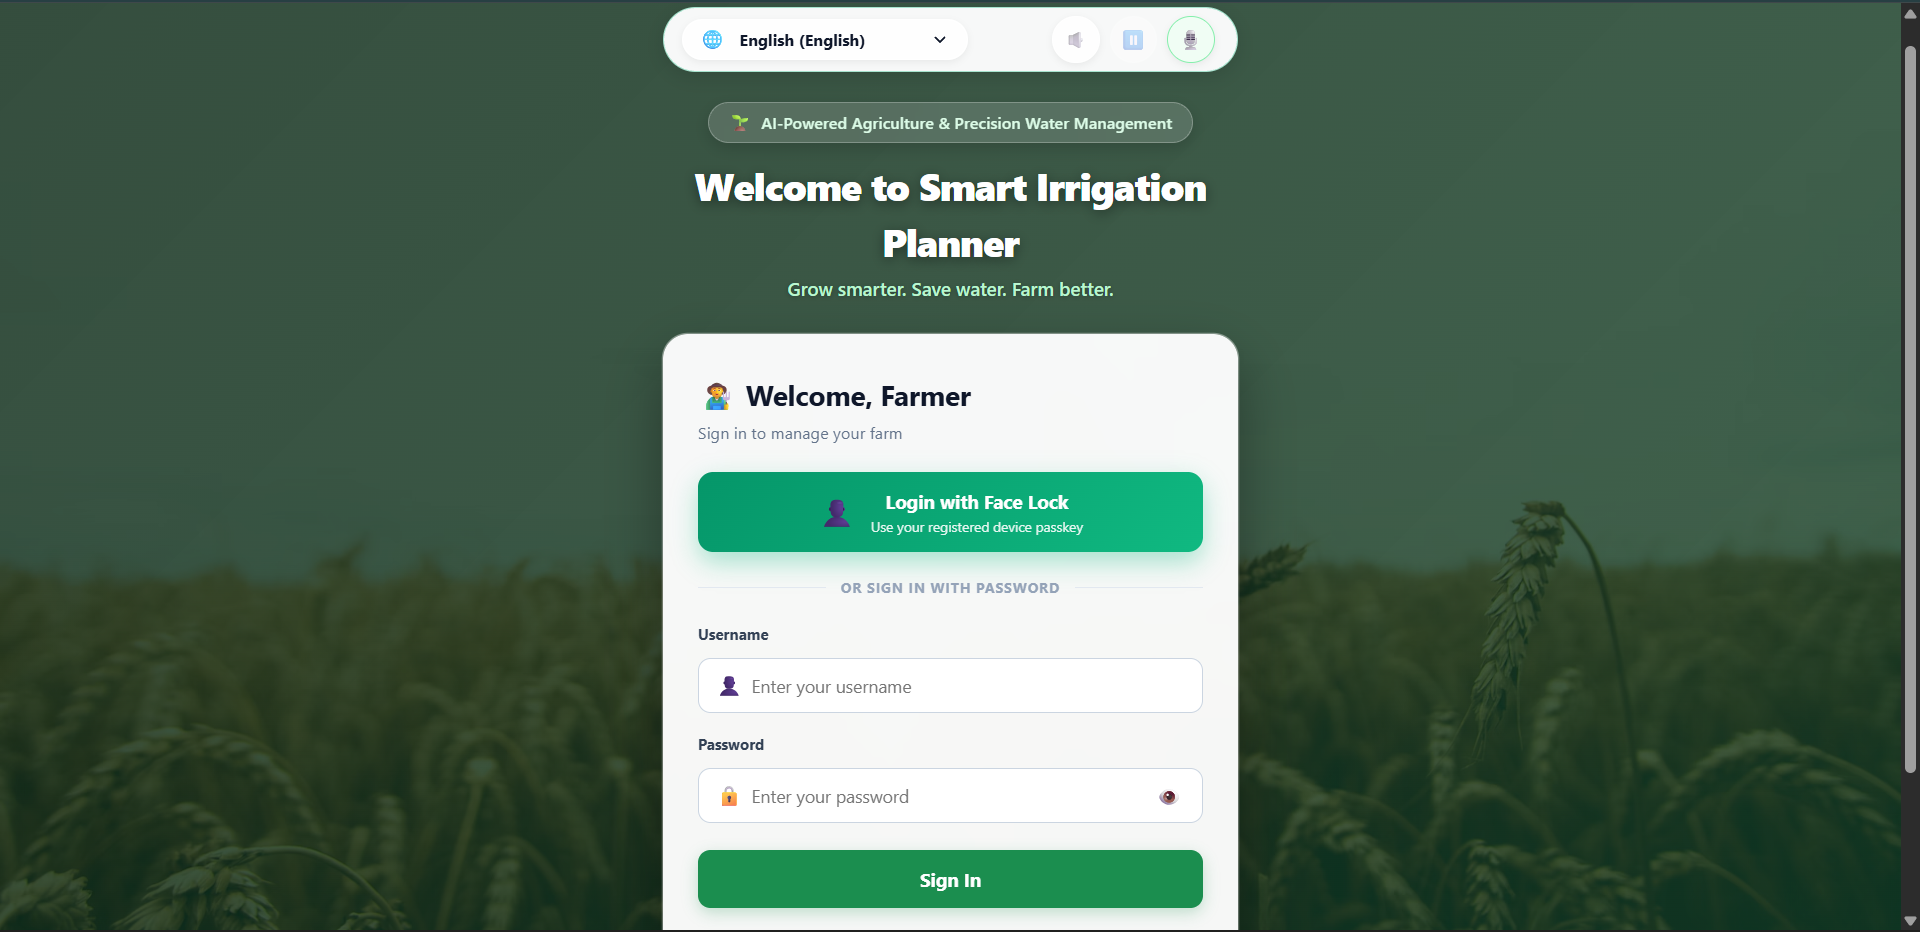 English (English)
AI-Powered Agriculture & Precision Water Management
Welcome to Smart Irrigation
Planner
Grow smarter. Save water. Farm better.
Welcome, Farmer
Sign in to manage your farm
Login with Face Lock
Use your registered device passkey
OR SIGN IN WITH PASSWORD
Username
Enter your username
Password
Enter your password
Sign In